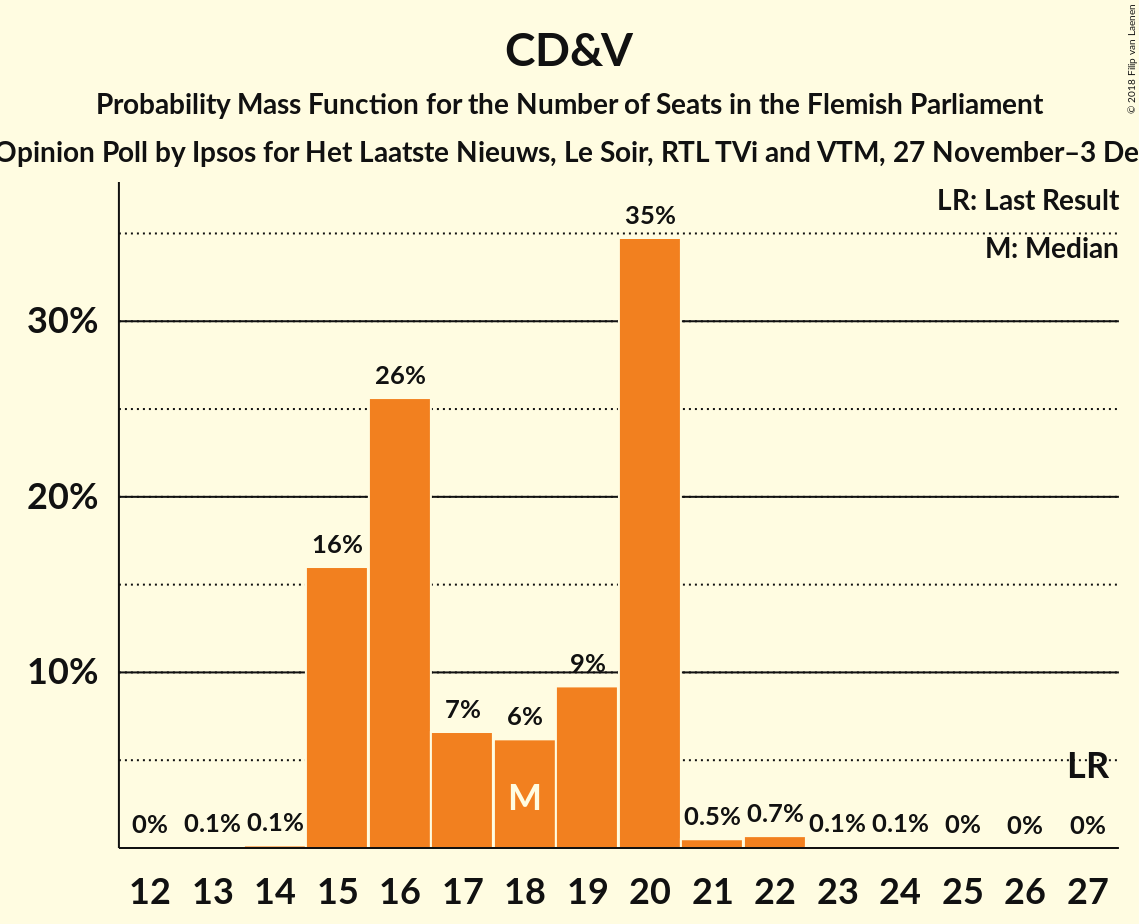 CD&V
Probability Mass Function for the Number of Seats in the Flemish Parliament
Opinion Poll by Ipsos for Het Laatste Nieuws, Le Soir, RTL TVi and VTM, 27 November–3 De
© 2018 Filip van Laenen
LR: Last Result
M: Median
35%
30%
26%
20%
16%
10%
9%
7%
6%
M
LR
0% 0.1% 0.1% 0.5% 0.7% 0.1% 0.1% 0% 0% 0%
12 13 14 15 16 17 18 19 20 21 22 23 24 25 26 27